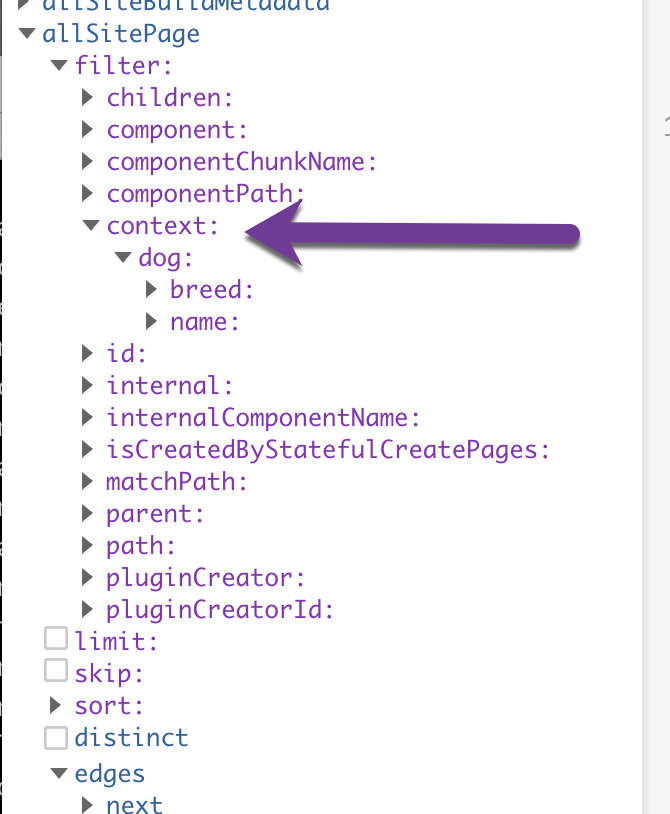 allSiteBuildMetadata
allSitePage
filter:
children:
component:
componentChunkName:
componentPath:
context:
dog:
breed:
name:
id:
internal:
internalComponentName:
isCreatedByStatefulCreatePages:
matchPath:
parent:
path:
pluginCreator:
pluginCreatorId:
limit:
skip:
sort:
distinct
edges
next